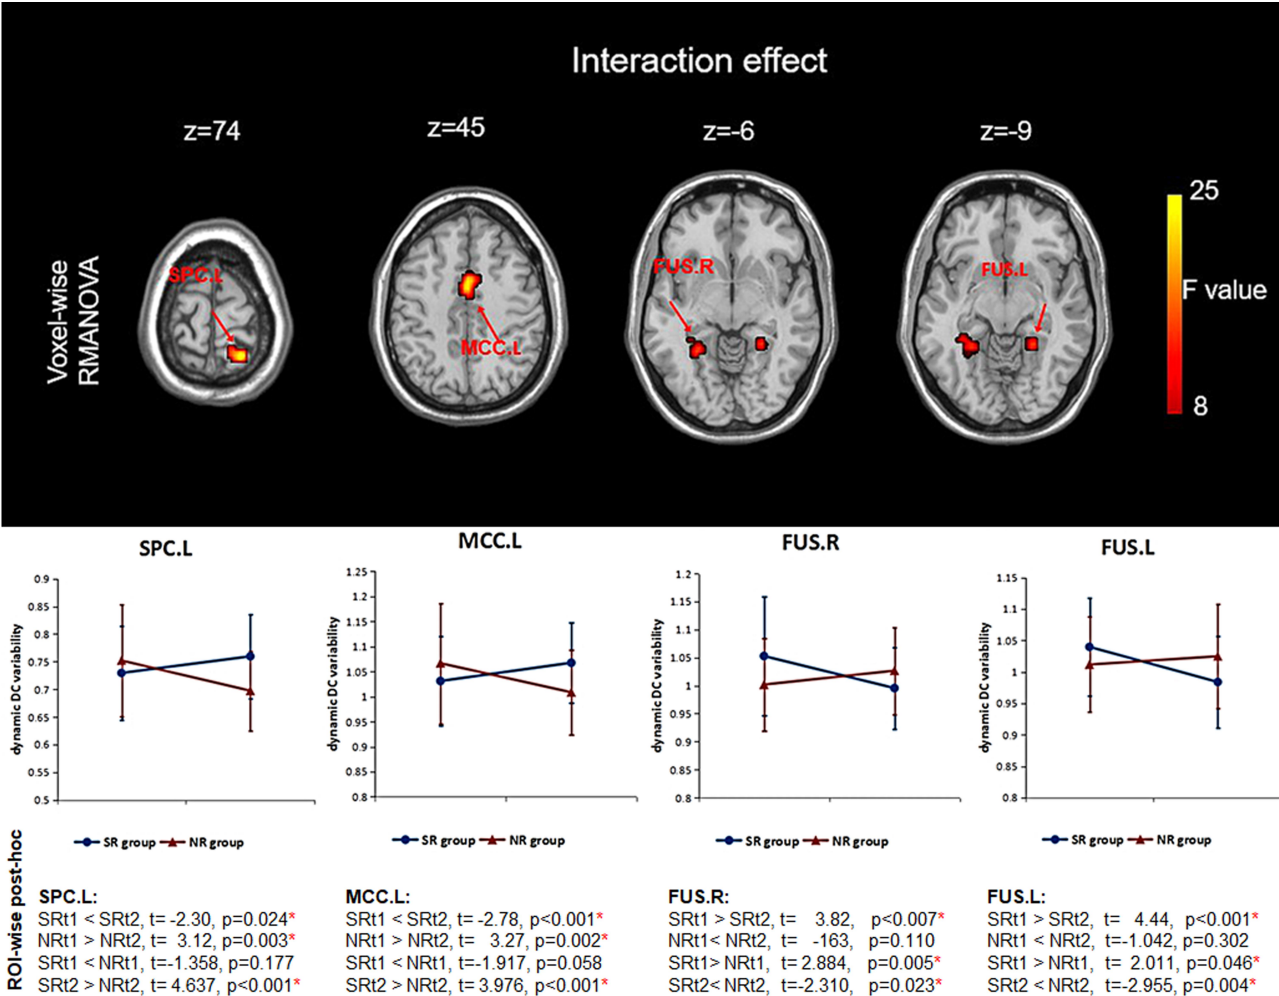 Interaction effect
z=74
z=45
z=-6
z=-9
Voxel-wise
RMANOVA
SPC.L
MCC.L
FUS.R
FUS.L
25
F value
8
SPC.L
dynamic DC variability
0.9
0.85
0.8
0.75
0.7
0.65
0.6
0.55
0.5
SR group NR group
MCC.L
dynamic DC variability
1.25
1.2
1.15
1.1
1.05
1
0.95
0.9
0.85
0.8
SR group NR group
FUS.R
dynamic DC variability
1.2
1.15
1.1
1.05
1
0.95
0.9
0.85
0.8
SR group NR group
FUS.L
dynamic DC variability
1.15
1.1
1.05
1
0.95
0.9
0.85
0.8
SR group NR group
ROI-wise post-hoc
SPC.L:
SRt1 < SRt2, t= -2.30, p=0.024*
NRt1 > NRt2, t= 3.12, p=0.003*
SRt1 < NRt1, t=-1.358, p=0.177
SRt2 > NRt2, t= 4.637, p<0.001*
MCC.L:
SRt1 < SRt2, t= -2.78, p<0.001*
NRt1 > NRt2, t= 3.27, p=0.002*
SRt1 < NRt1, t=-1.917, p=0.058
SRt2 > NRt2, t= 3.976, p<0.001*
FUS.R:
SRt1 > SRt2, t= 3.82, p<0.007*
NRt1< NRt2, t= -163, p=0.110
SRt1> NRt1, t= 2.884, p=0.005*
SRt2< NRt2, t=-2.310, p=0.023*
FUS.L:
SRt1 > SRt2, t= 4.44, p<0.001*
NRt1 < NRt2, t=-1.042, p=0.302
SRt1 > NRt1, t= 2.011, p=0.046*
SRt2 < NRt2, t=-2.955, p=0.004*